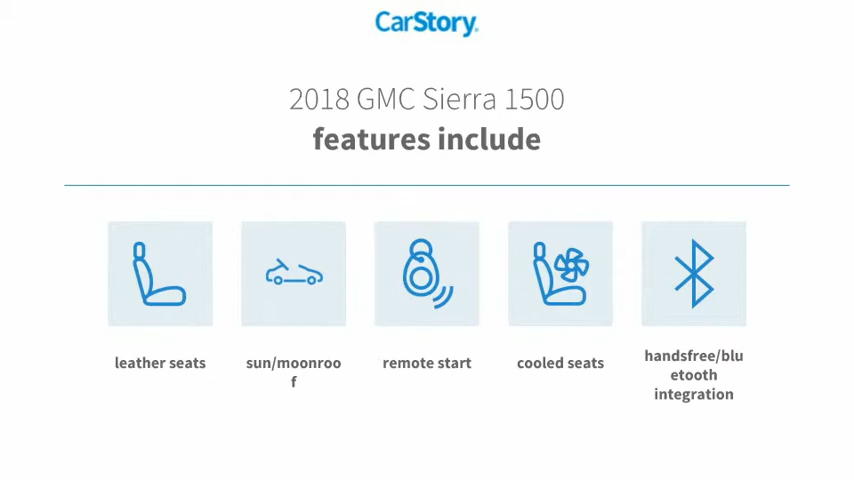 CarStory
2018 GMC Sierra 1500
features include
leather seats
sun/moonroo
f
remote start
cooled seats
handsfree/blu
etooth
integration